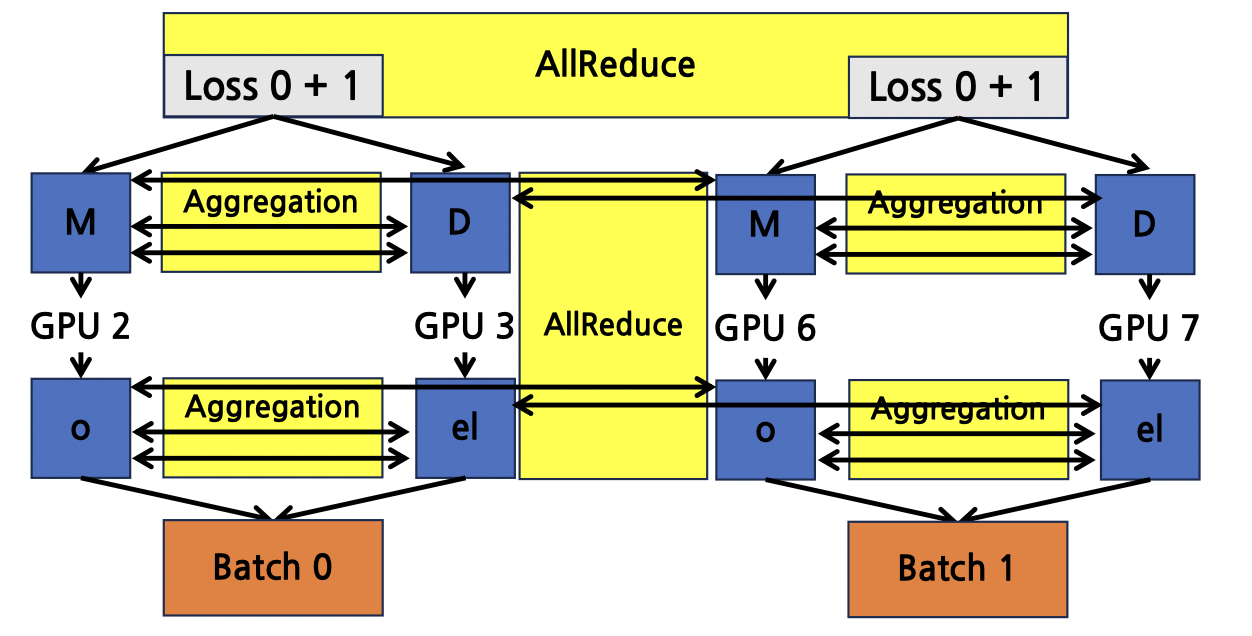 AllReduce
Loss 0 + 1
Loss 0 + 1
M
Aggregation
D
M
Aggregation
D
GPU 2
GPU 3
AllReduce
GPU 6
GPU 7
o
Aggregation
el
o
Aggregation
el
Batch 0
Batch 1